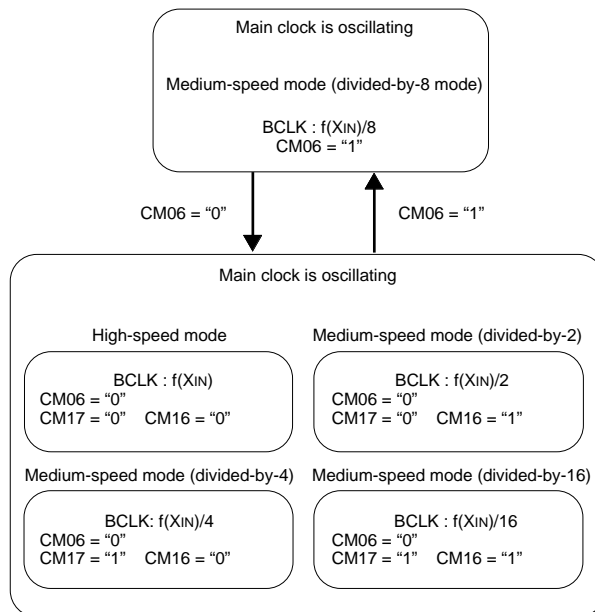 Main clock is oscillating
Medium-speed mode (divided-by-8 mode)
BCLK : f(XIN)/8
CM06 = “1”
CM06 = “0”
CM06 = “1”
Main clock is oscillating
High-speed mode
BCLK : f(XIN)
CM06 = “0”
CM17 = “0” CM16 = “0”
Medium-speed mode (divided-by-2)
BCLK : f(XIN)/2
CM06 = “0”
CM17 = “0” CM16 = “1”
Medium-speed mode (divided-by-4)
BCLK: f(XIN)/4
CM06 = “0”
CM17 = “1” CM16 = “0”
Medium-speed mode (divided-by-16)
BCLK : f(XIN)/16
CM06 = “0”
CM17 = “1” CM16 = “1”